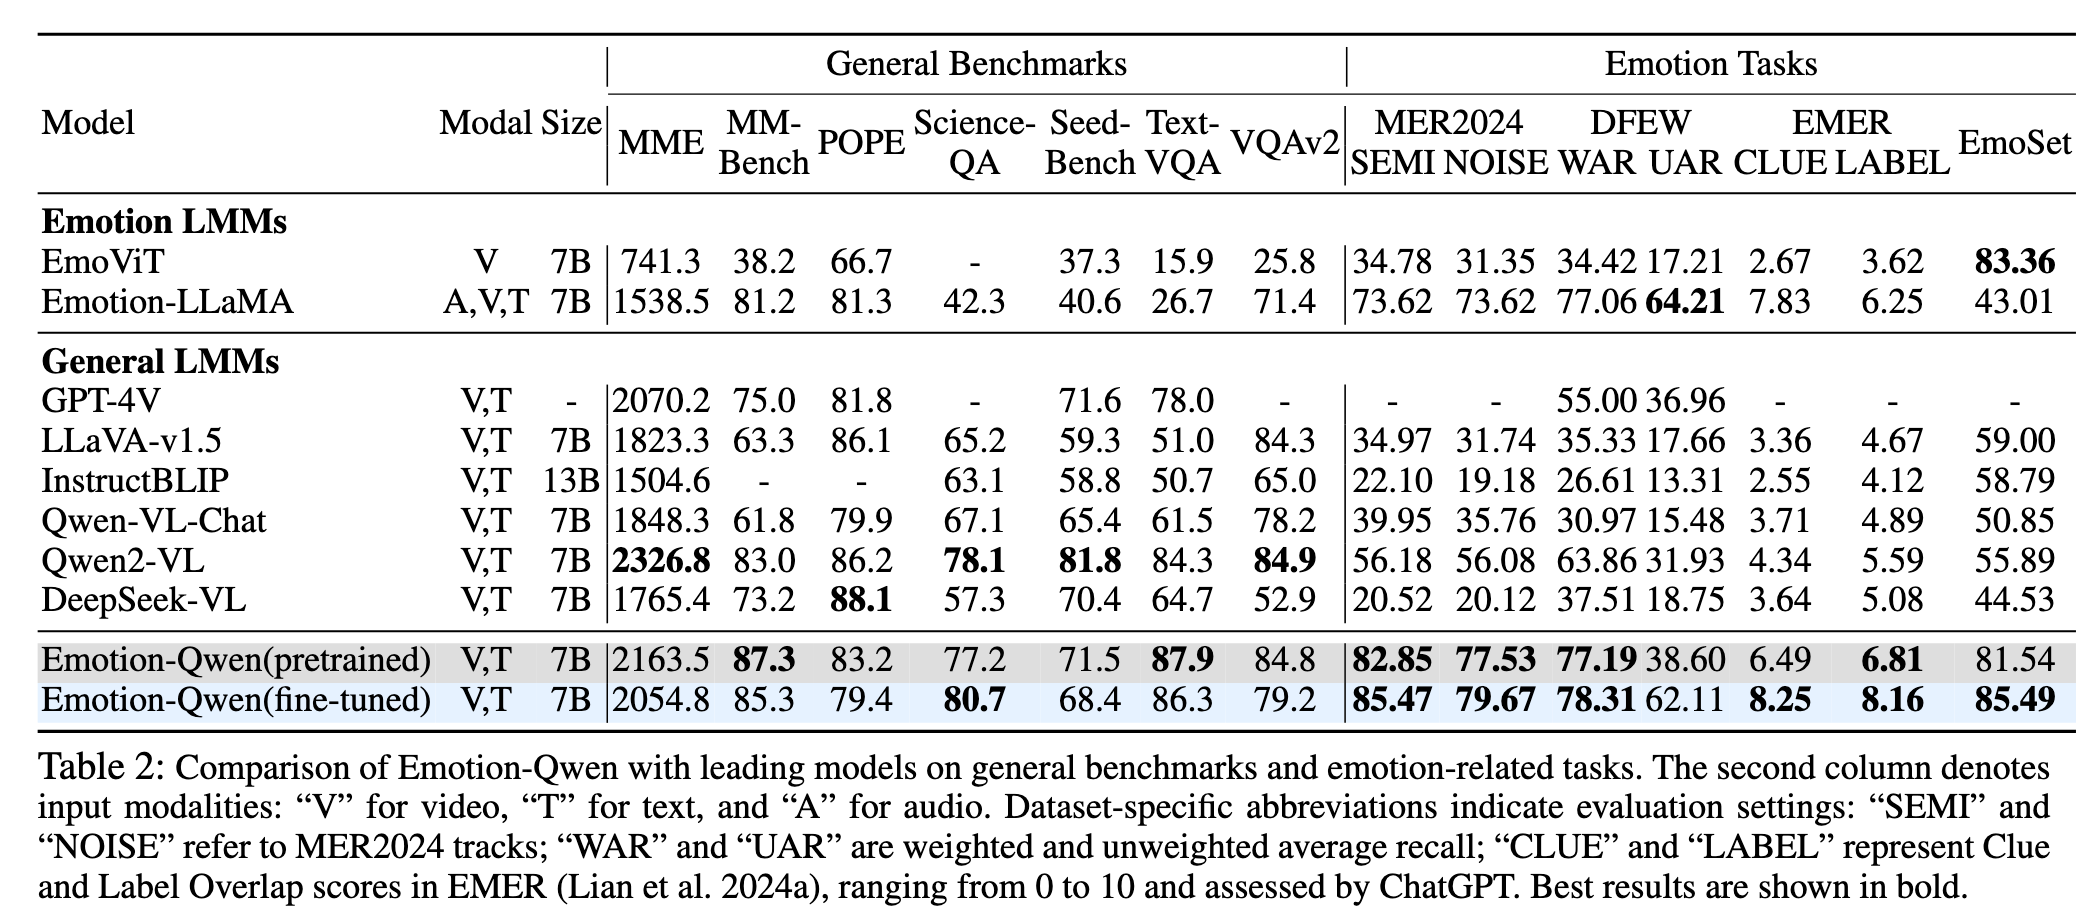 General Benchmarks Emotion Tasks
Model Modal Size MME MM-Bench POPE Science-QA Seed-Bench Text-VQA VQAv2 MER2024 SEMI NOISE DFEW WAR UAR EMER CLUE LABEL EmoSet
Emotion LMMs
EmoViT V 7B 741.3 38.2 66.7 - 37.3 15.9 25.8 34.78 31.35 34.42 17.21 2.67 3.62 83.36
Emotion-LLaMA A,V,T 7B 1538.5 81.2 81.3 42.3 40.6 26.7 71.4 73.62 73.62 77.06 64.21 7.83 6.25 43.01
General LMMs
GPT-4V V,T - 2070.2 75.0 81.8 - 71.6 78.0 - - - 55.00 36.96 - - -
LLaVA-v1.5 V,T 7B 1823.3 63.3 86.1 65.2 59.3 51.0 84.3 34.97 31.74 35.33 17.66 3.36 4.67 59.00
InstructBLIP V,T 13B 1504.6 - - 63.1 58.8 50.7 65.0 22.10 19.18 26.61 13.31 2.55 4.12 58.79
Qwen-VL-Chat V,T 7B 1848.3 61.8 79.9 67.1 65.4 61.5 78.2 39.95 35.76 30.97 15.48 3.71 4.89 50.85
Qwen2-VL V,T 7B 2326.8 83.0 86.2 78.1 81.8 84.3 84.9 56.18 56.08 63.86 31.93 4.34 5.59 55.89
DeepSeek-VL V,T 7B 1765.4 73.2 88.1 57.3 70.4 64.7 52.9 20.52 20.12 37.51 18.75 3.64 5.08 44.53
Emotion-Qwen(pretrained) V,T 7B 2163.5 87.3 83.2 77.2 71.5 87.9 84.8 82.85 77.53 77.19 38.60 6.49 6.81 81.54
Emotion-Qwen(fine-tuned) V,T 7B 2054.8 85.3 79.4 80.7 68.4 86.3 79.2 85.47 79.67 78.31 62.11 8.25 8.16 85.49
Table 2: Comparison of Emotion-Qwen with leading models on general benchmarks and emotion-related tasks. The second column denotes
input modalities: “V” for video, “T” for text, and “A” for audio. Dataset-specific abbreviations indicate evaluation settings: “SEMI” and
“NOISE” refer to MER2024 tracks; “WAR” and “UAR” are weighted and unweighted average recall; “CLUE” and “LABEL” represent Clue
and Label Overlap scores in EMER (Lian et al. 2024a), ranging from 0 to 10 and assessed by ChatGPT. Best results are shown in bold.